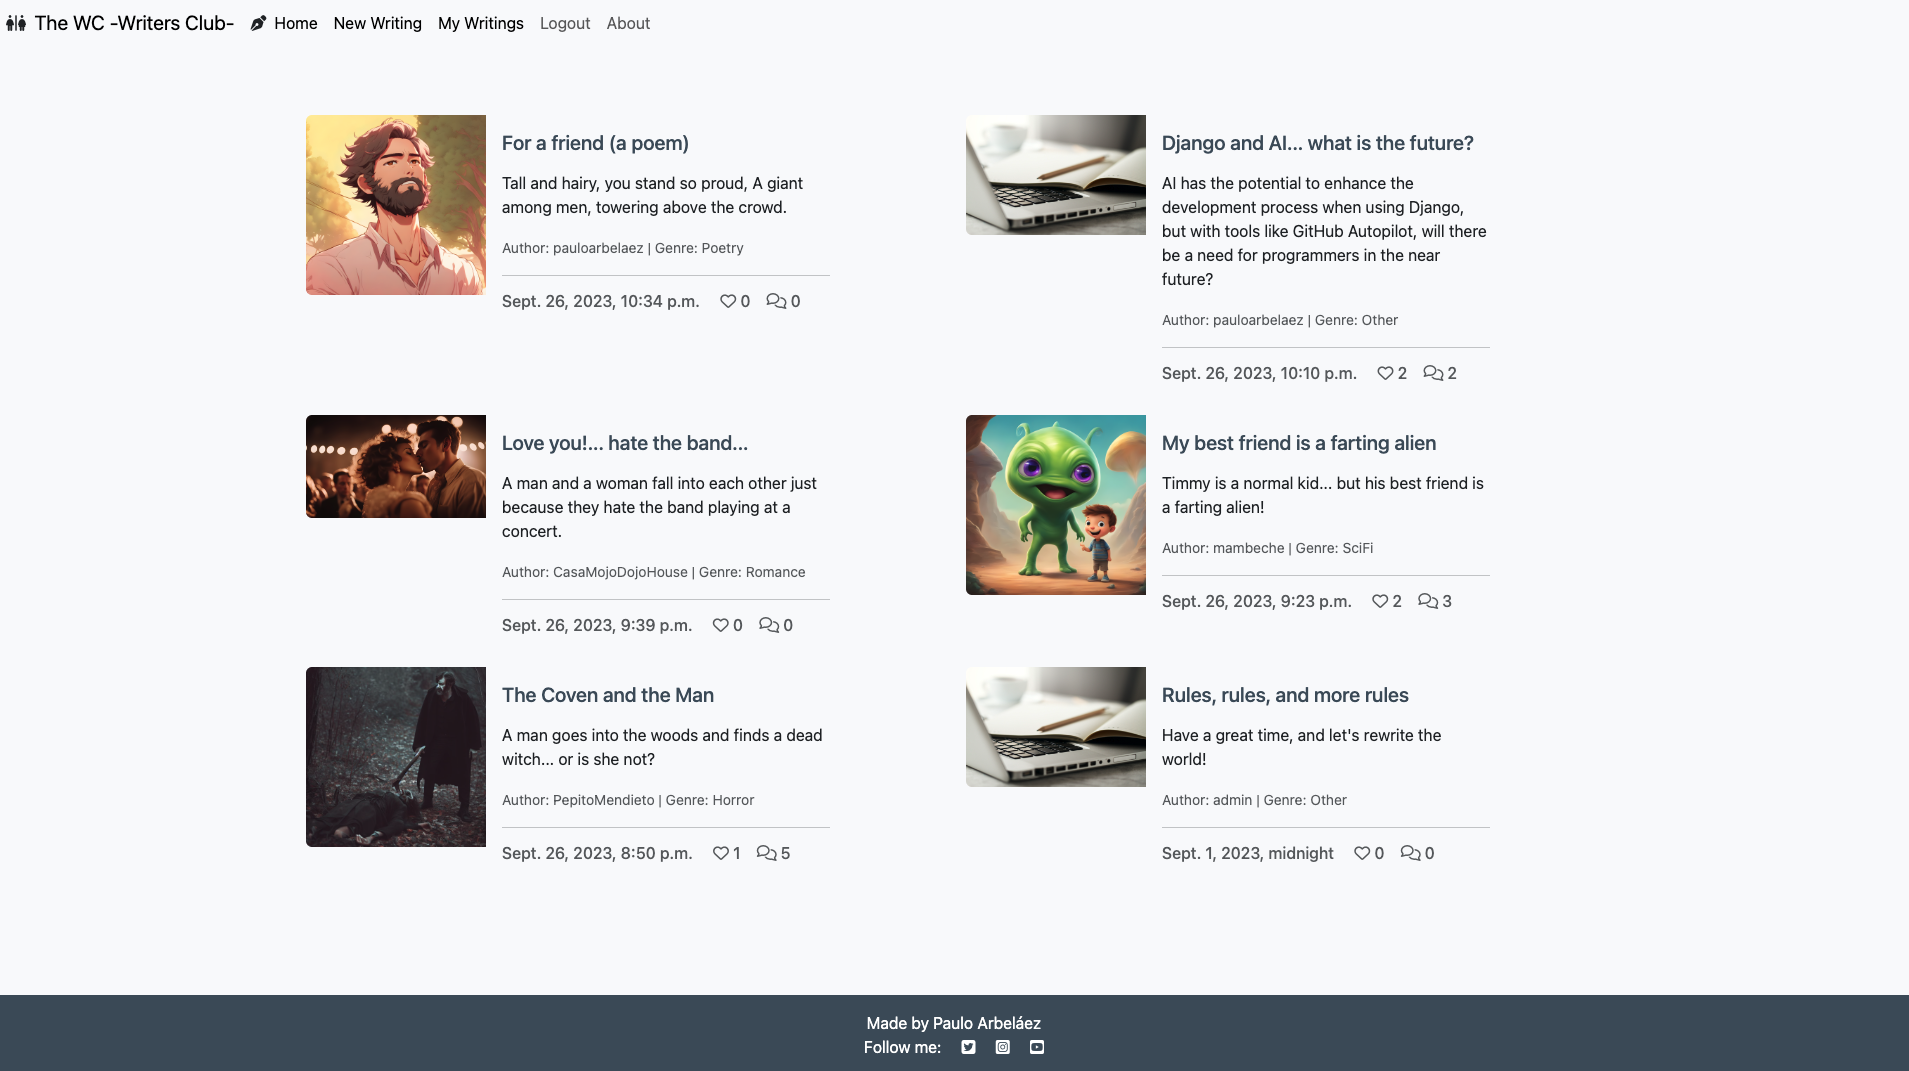 The WC -Writers Club- Home New Writing My Writings Logout About
For a friend (a poem)
Tall and hairy, you stand so proud, A giant
among men, towering above the crowd.
Author: pauloarbelaez | Genre: Poetry
Sept. 26, 2023, 10:34 p.m. 0 0
Django and AI... what is the future?
AI has the potential to enhance the
development process when using Django,
but with tools like GitHub Autopilot, will there
be a need for programmers in the near
future?
Author: pauloarbelaez | Genre: Other
Sept. 26, 2023, 10:10 p.m. 2 2
Love you!... hate the band...
A man and a woman fall into each other just
because they hate the band playing at a
concert.
Author: CasaMojoDojoHouse | Genre: Romance
Sept. 26, 2023, 9:39 p.m. 0 0
My best friend is a farting alien
Timmy is a normal kid... but his best friend is
a farting alien!
Author: mambeche | Genre: SciFi
Sept. 26, 2023, 9:23 p.m. 2 3
The Coven and the Man
A man goes into the woods and finds a dead
witch... or is she not?
Author: PepitoMendieto | Genre: Horror
Sept. 26, 2023, 8:50 p.m. 1 5
Rules, rules, and more rules
Have a great time, and let's rewrite the
world!
Author: admin | Genre: Other
Sept. 1, 2023, midnight 0 0
Made by Paulo Arbeláez
Follow me: